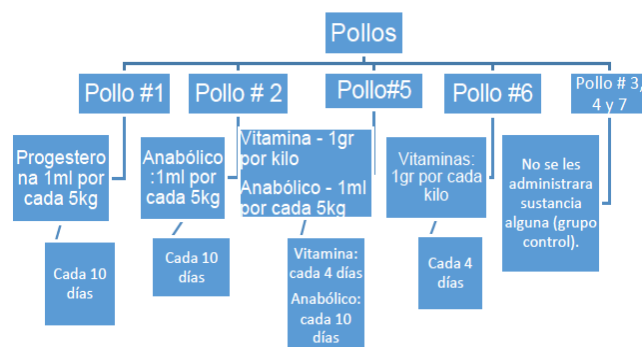 Pollos
Pollo #1
Pollo # 2
Pollo#5
Pollo #6
Pollo # 3,
4 y 7
Progestero
na 1ml por
cada 5kg
Anabólico
:1ml por
cada 5kg
Vitamina - 1gr
por kilo
Anabólico - 1ml
por cada 5kg
Vitaminas:
1gr por cada
kilo
No se les
administrara
sustancia
alguna (grupo
control).
Cada 10
días
Cada 10
días
Vitamina:
cada 4 días
Anabólico:
cada 10
días
Cada 4
días